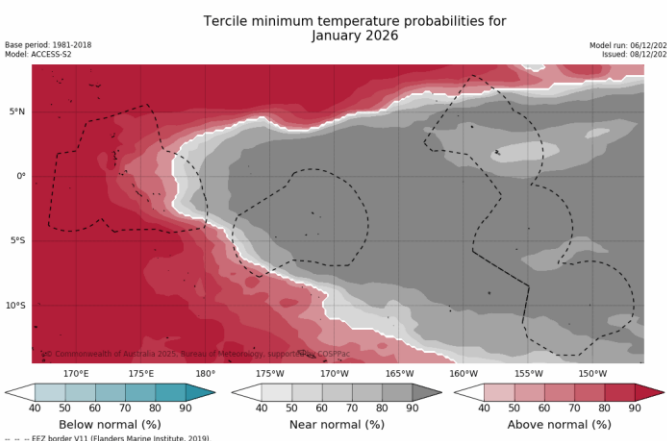 Tercile minimum temperature probabilities for
January 2026
Base period: 1981-2018
Model: ACCESS-S2
Model run: 06/12/202
Issued: 08/12/202
5°N
0°
5°S
10°S
© Commonwealth of Australia 2025, Bureau of Meteorology, supported by COSPPac
170°E 175°E 180° 175°W 170°W 165°W 160°W 155°W 150°W
40 50 60 70 80 90 40 50 60 70 80 90 40 50 60 70 80 90
Below normal (%) Near normal (%) Above normal (%)
EEZ border V11 (Flanders Marine Institute, 2019)